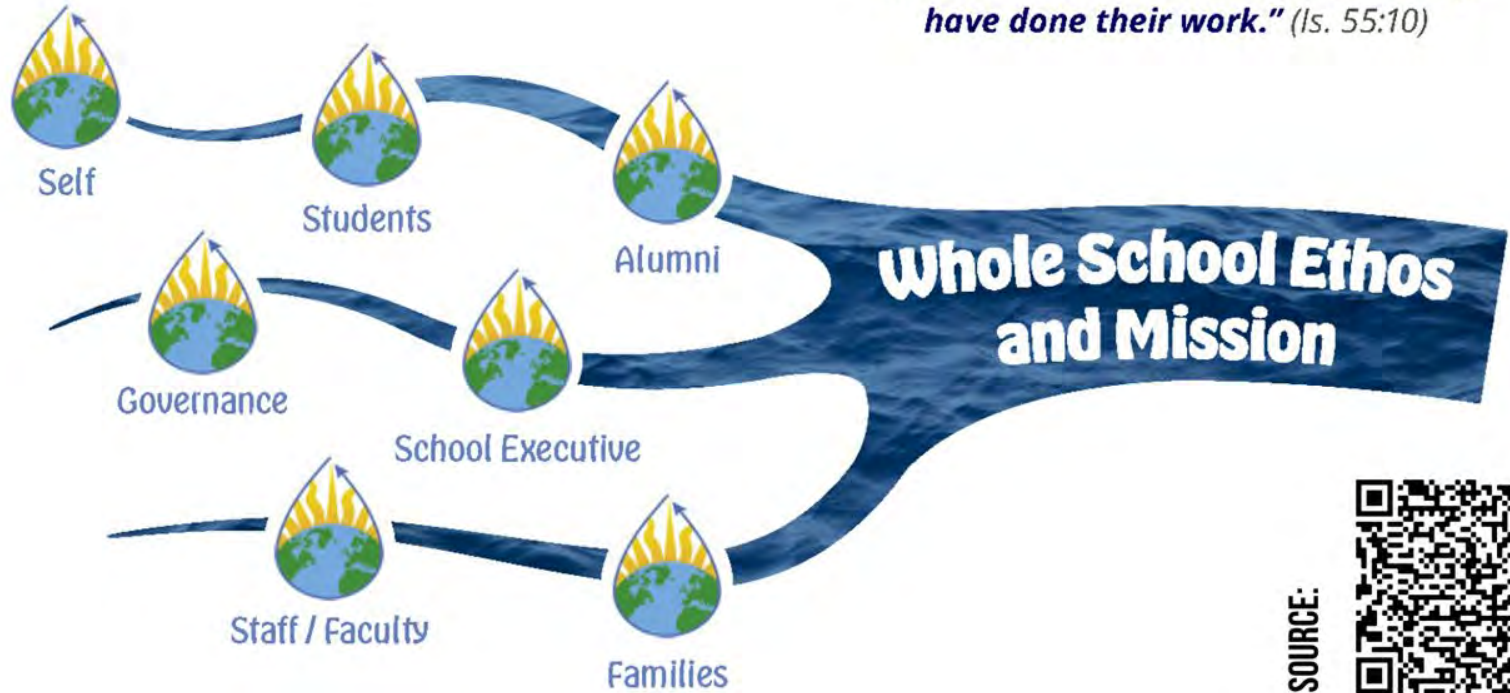 have done their work.” (Is. 55:10)
Self
Students
Alumni
Whole School Ethos
and Mission
Governance
School Executive
Staff / Faculty
Families
SOURCE: